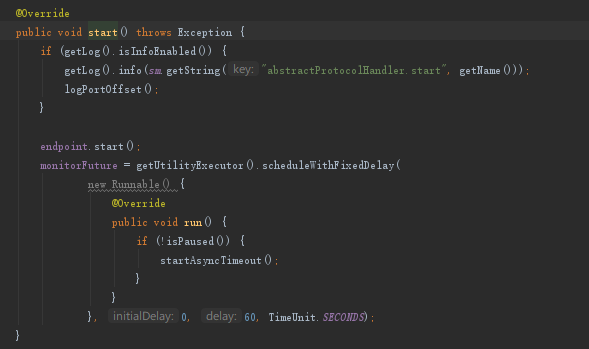 @Override
public void start() throws Exception {
if (getLog().isInfoEnabled()) {
getLog().info(sm.getString( key: "abstractProtocolHandler.start", getName()));
logPortOffset();
}
endpoint.start();
monitorFuture = getUtilityExecutor().scheduleWithFixedDelay(
new Runnable() {
@Override
public void run() {
if (!isPaused()) {
startAsyncTimeout();
}
}
}, initialDelay: 0, delay: 60, TimeUnit.SECONDS);
}